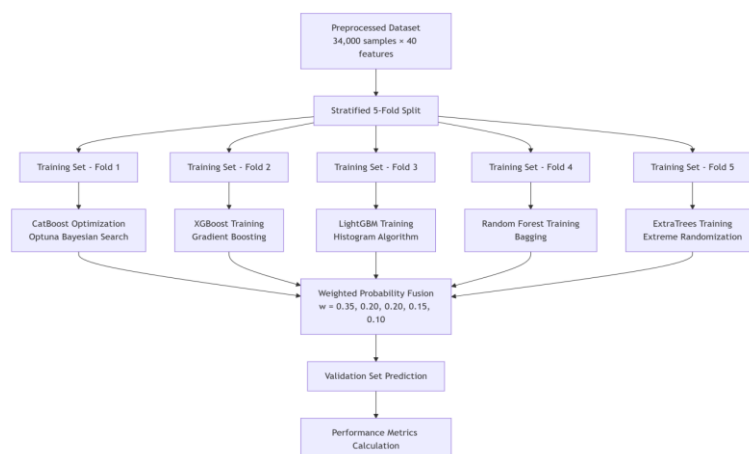 Preprocessed Dataset
34,000 samples × 40
features
Stratified 5-Fold Split
Training Set - Fold 1
Training Set - Fold 2
Training Set - Fold 3
Training Set - Fold 4
Training Set - Fold 5
CatBoost Optimization
Optuna Bayesian Search
XGBoost Training
Gradient Boosting
LightGBM Training
Histogram Algorithm
Random Forest Training
Bagging
ExtraTrees Training
Extreme Randomization
Weighted Probability Fusion
w = 0.35, 0.20, 0.20, 0.15,
0.10
Validation Set Prediction
Performance Metrics
Calculation